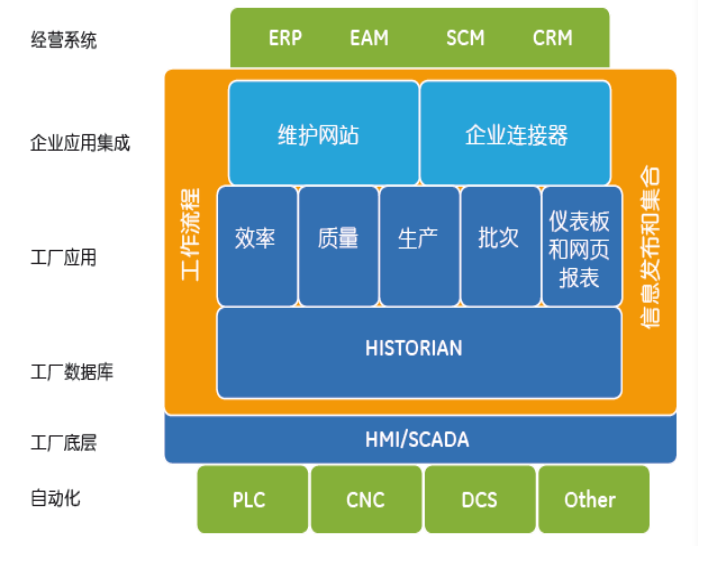 经营系统
ERP EAM SCM CRM
企业应用集成
维护网站
企业连接器
工作流程
信息发布和集合
工厂应用
效率
质量
生产
批次
仪表板
和网页
报表
工厂数据库
HISTORIAN
工厂底层
HMI/SCADA
自动化
PLC
CNC
DCS
Other